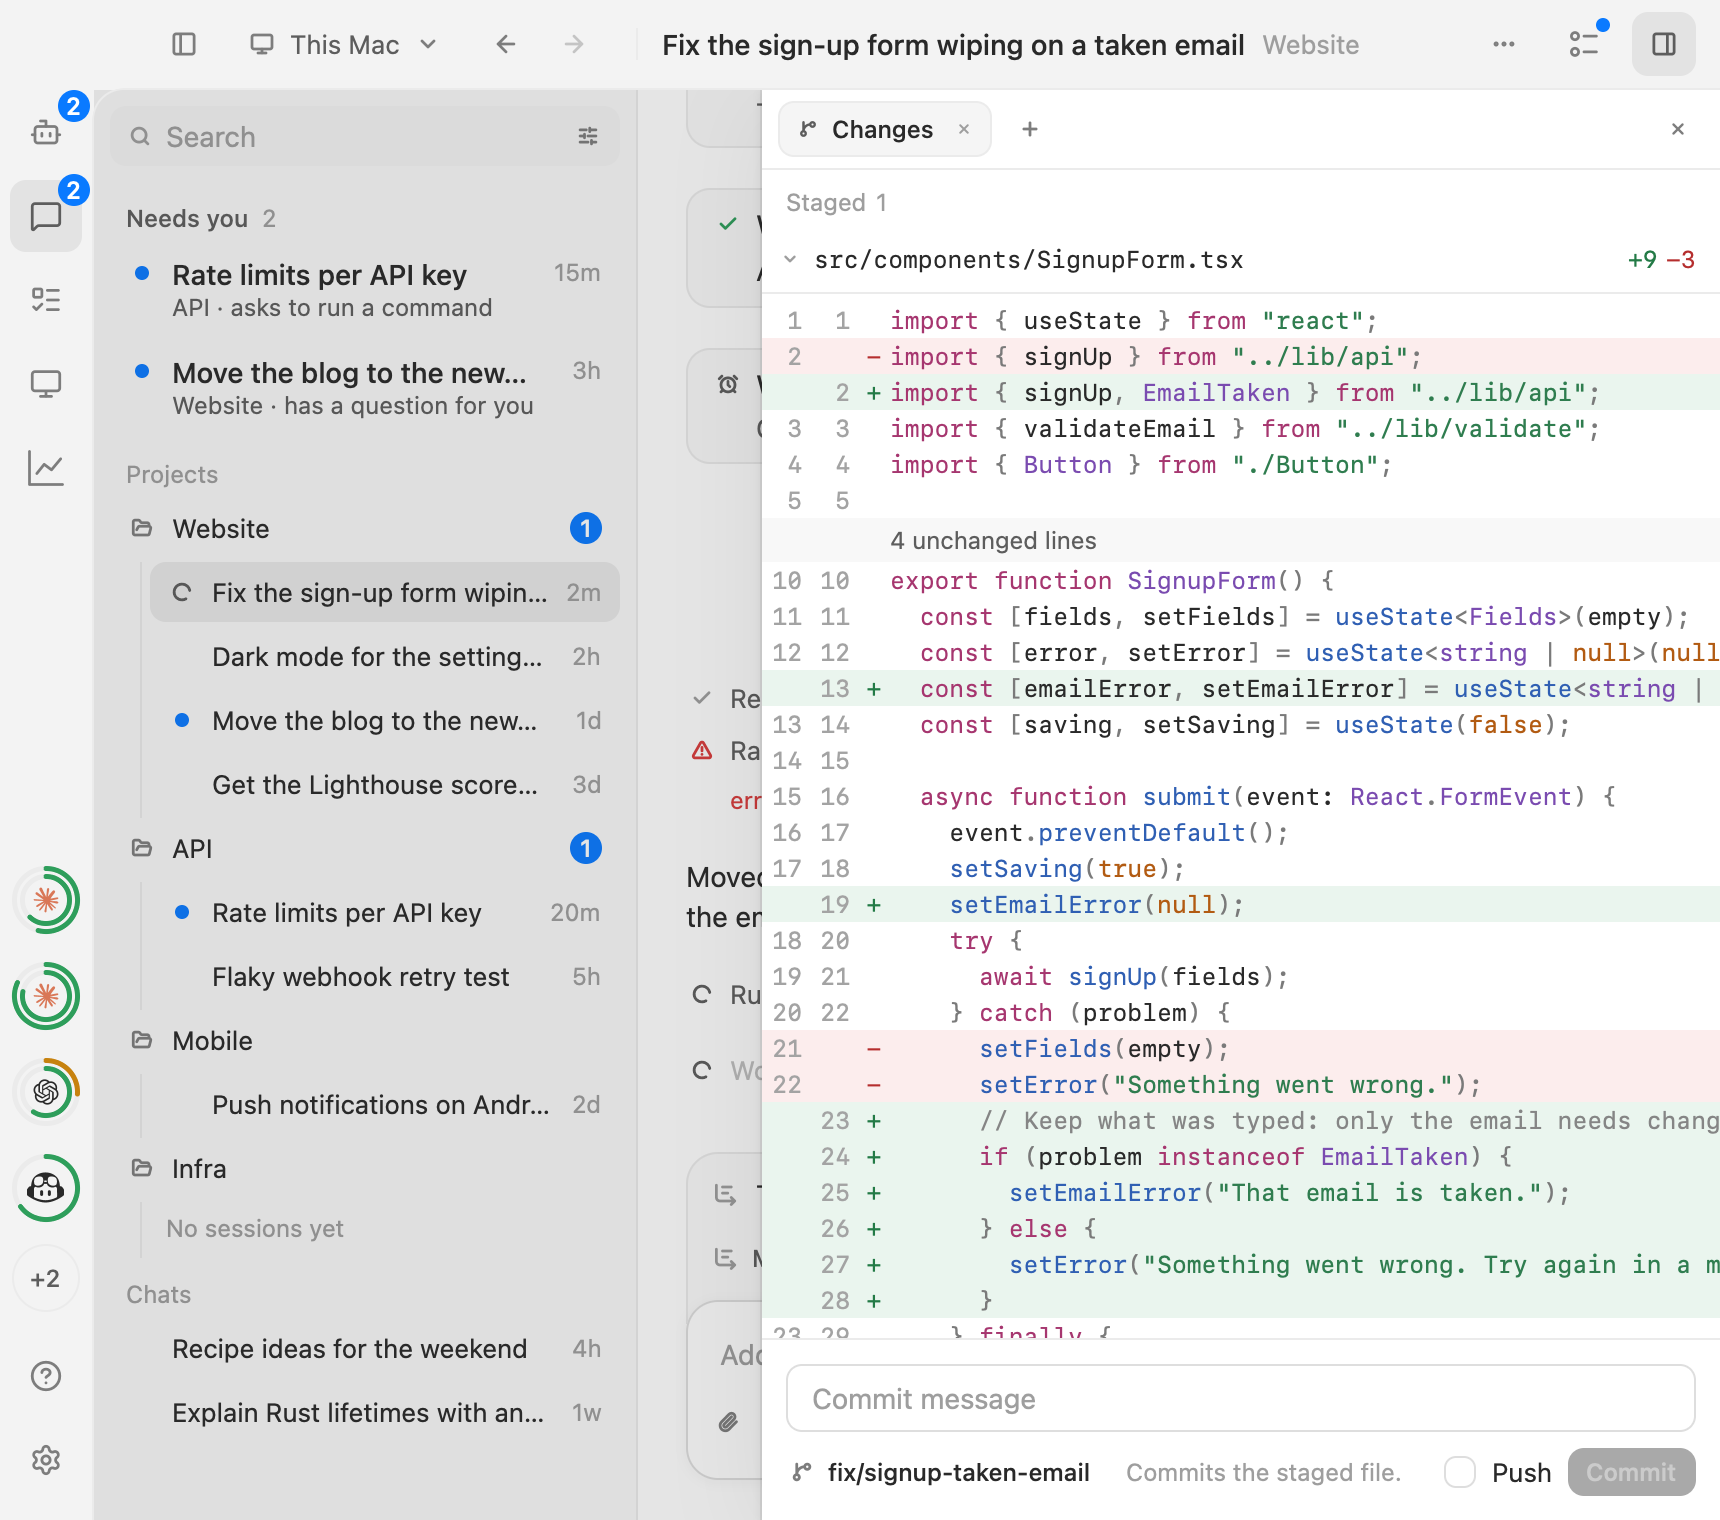 This Mac
Fix the sign-up form wiping on a taken email Website
2
2
+2
Search
Needs you 2
Rate limits per API key 15m
API · asks to run a command
Move the blog to the new... 3h
Website · has a question for you
Projects
Website 1
Fix the sign-up form wipin... 2m
Dark mode for the setting... 2h
Move the blog to the new... 1d
Get the Lighthouse score... 3d
API 1
Rate limits per API key 20m
Flaky webhook retry test 5h
Mobile
Push notifications on Andr... 2d
Infra
No sessions yet
Chats
Recipe ideas for the weekend 4h
Explain Rust lifetimes with an... 1w
Re
Ra
err
Moved
the en
Ru
Wo
Add
Changes
Staged 1
src/components/SignupForm.tsx +9 −3
1 1 import { useState } from "react";
2 − import { signUp } from "../lib/api";
2 + import { signUp, EmailTaken } from "../lib/api";
3 3 import { validateEmail } from "../lib/validate";
4 4 import { Button } from "./Button";
5 5
4 unchanged lines
10 10 export function SignupForm() {
11 11 const [fields, setFields] = useState<Fields>(empty);
12 12 const [error, setError] = useState<string | null>(null
13 + const [emailError, setEmailError] = useState<string |
13 14 const [saving, setSaving] = useState(false);
14 15
15 16 async function submit(event: React.FormEvent) {
16 17 event.preventDefault();
17 18 setSaving(true);
19 + setEmailError(null);
18 20 try {
19 21 await signUp(fields);
20 22 } catch (problem) {
21 − setFields(empty);
22 − setError("Something went wrong.");
23 + // Keep what was typed: only the email needs chang
24 + if (problem instanceof EmailTaken) {
25 + setEmailError("That email is taken.");
26 + } else {
27 + setError("Something went wrong. Try again in a m
28 + }
23 29 } finally {
Commit message
fix/signup-taken-email Commits the staged file. Push Commit